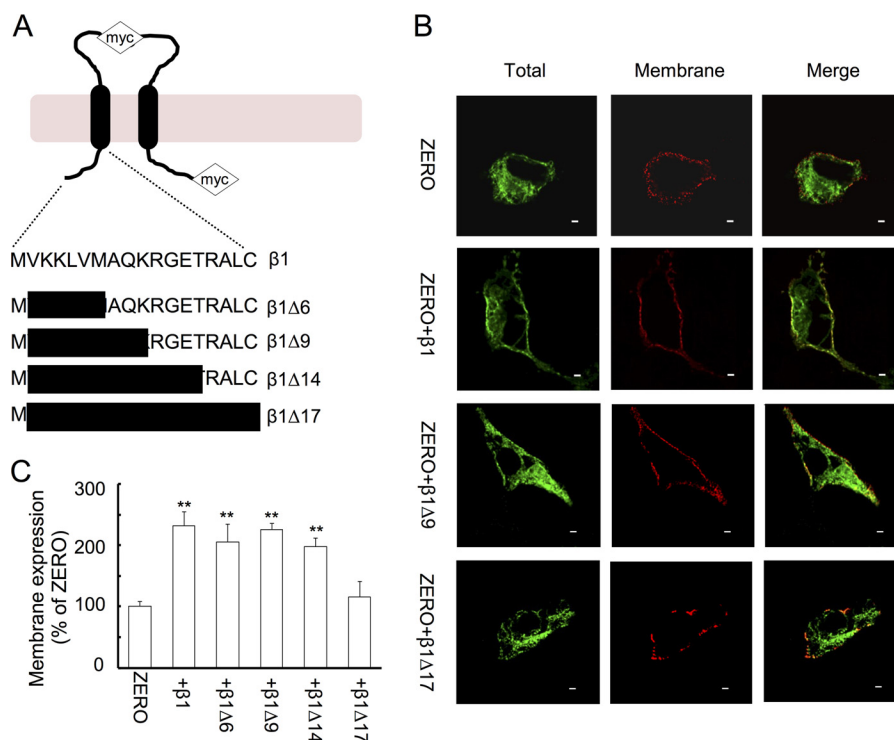 A
myc
myc
MVKKLVMAQKRGETRALC β1
M AQKRGETRALC β1Δ6
M RGETRALC β1Δ9
M RALC β1Δ14
M β1Δ17
B
Total Membrane Merge
ZERO
ZERO+β1
ZERO+β1Δ9
ZERO+β1Δ17
C
Membrane expression
(% of ZERO)
300
200
100
0
** ** ** **
ZERO +β1 +β1Δ6 +β1Δ9 +β1Δ14 +β1Δ17